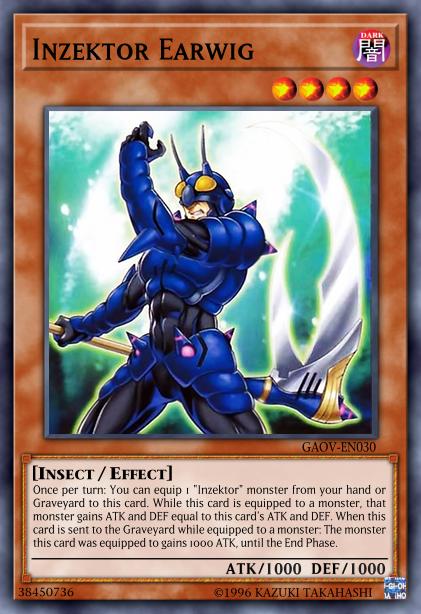 INZEKTOR EARWIG
DARK
闇
GAOV-EN030
[INSECT / EFFECT]
Once per turn: You can equip 1 "Inzektor" monster from your hand or
Graveyard to this card. While this card is equipped to a monster, that
monster gains ATK and DEF equal to this card's ATK and DEF. When this
card is sent to the Graveyard while equipped to a monster: The monster
this card was equipped to gains 1000 ATK, until the End Phase.
ATK/1000 DEF/1000
38450736
©1996 KAZUKI TAKAHASHI